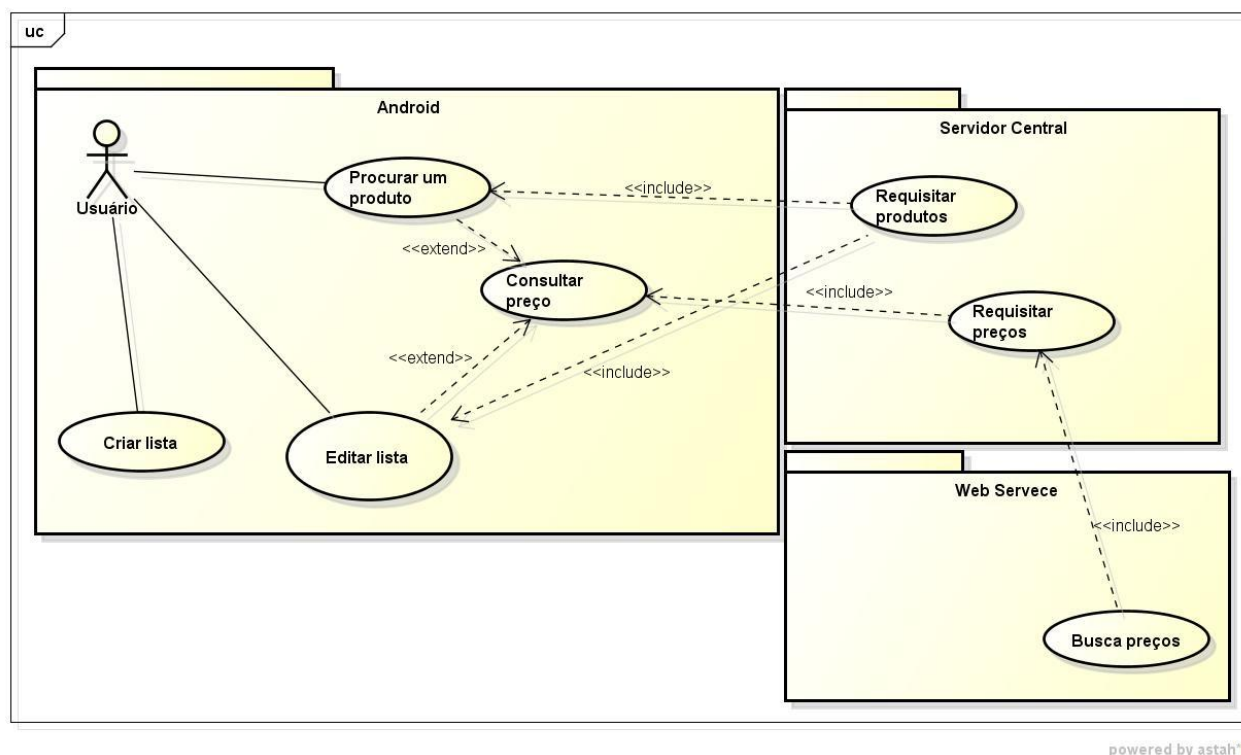 uc
Android
Servidor Central
Usuário
Procurar um
produto
<<include>>
Requisitar
produtos
<<extend>>
Consultar
preço
<<include>>
Requisitar
preços
<<extend>>
<<include>>
Criar lista
Editar lista
Web Servece
<<include>>
Busca preços
powered by astah*